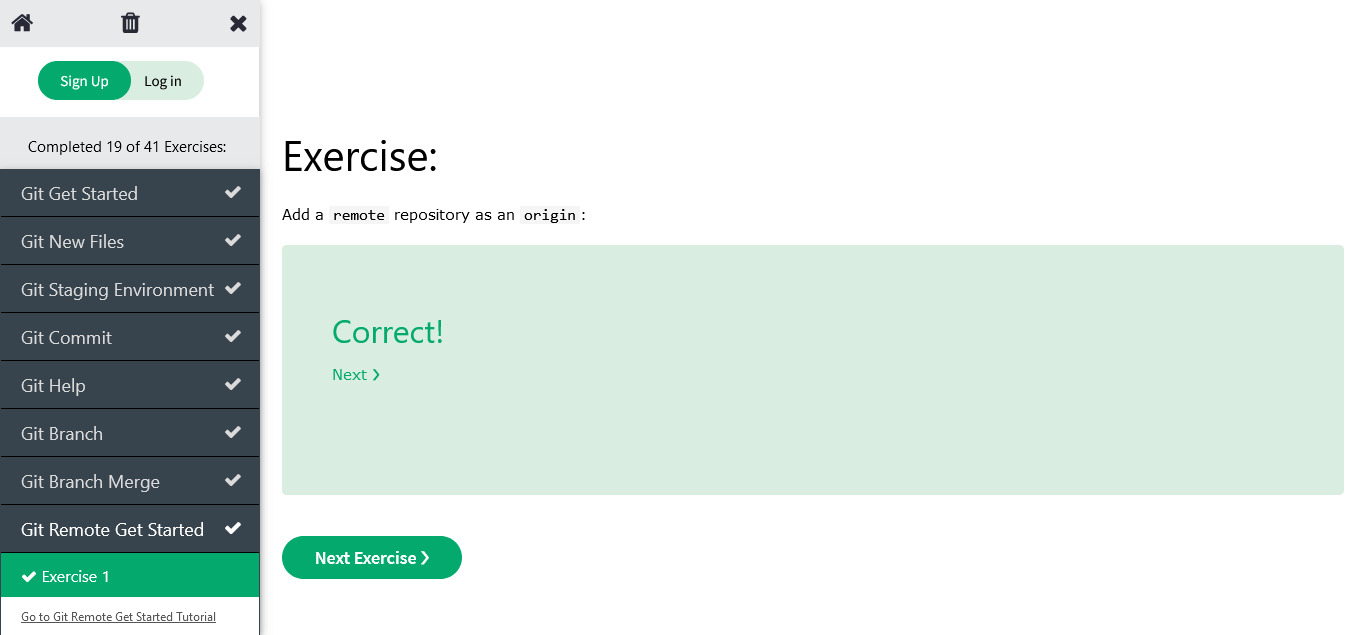 Sign Up
Log in
Completed 19 of 41 Exercises:
Git Get Started
Git New Files
Git Staging Environment
Git Commit
Git Help
Git Branch
Git Branch Merge
Git Remote Get Started
Exercise 1
Go to Git Remote Get Started Tutorial
Exercise:
Add a remote repository as an origin:
Correct!
Next ❯
Next Exercise ❯